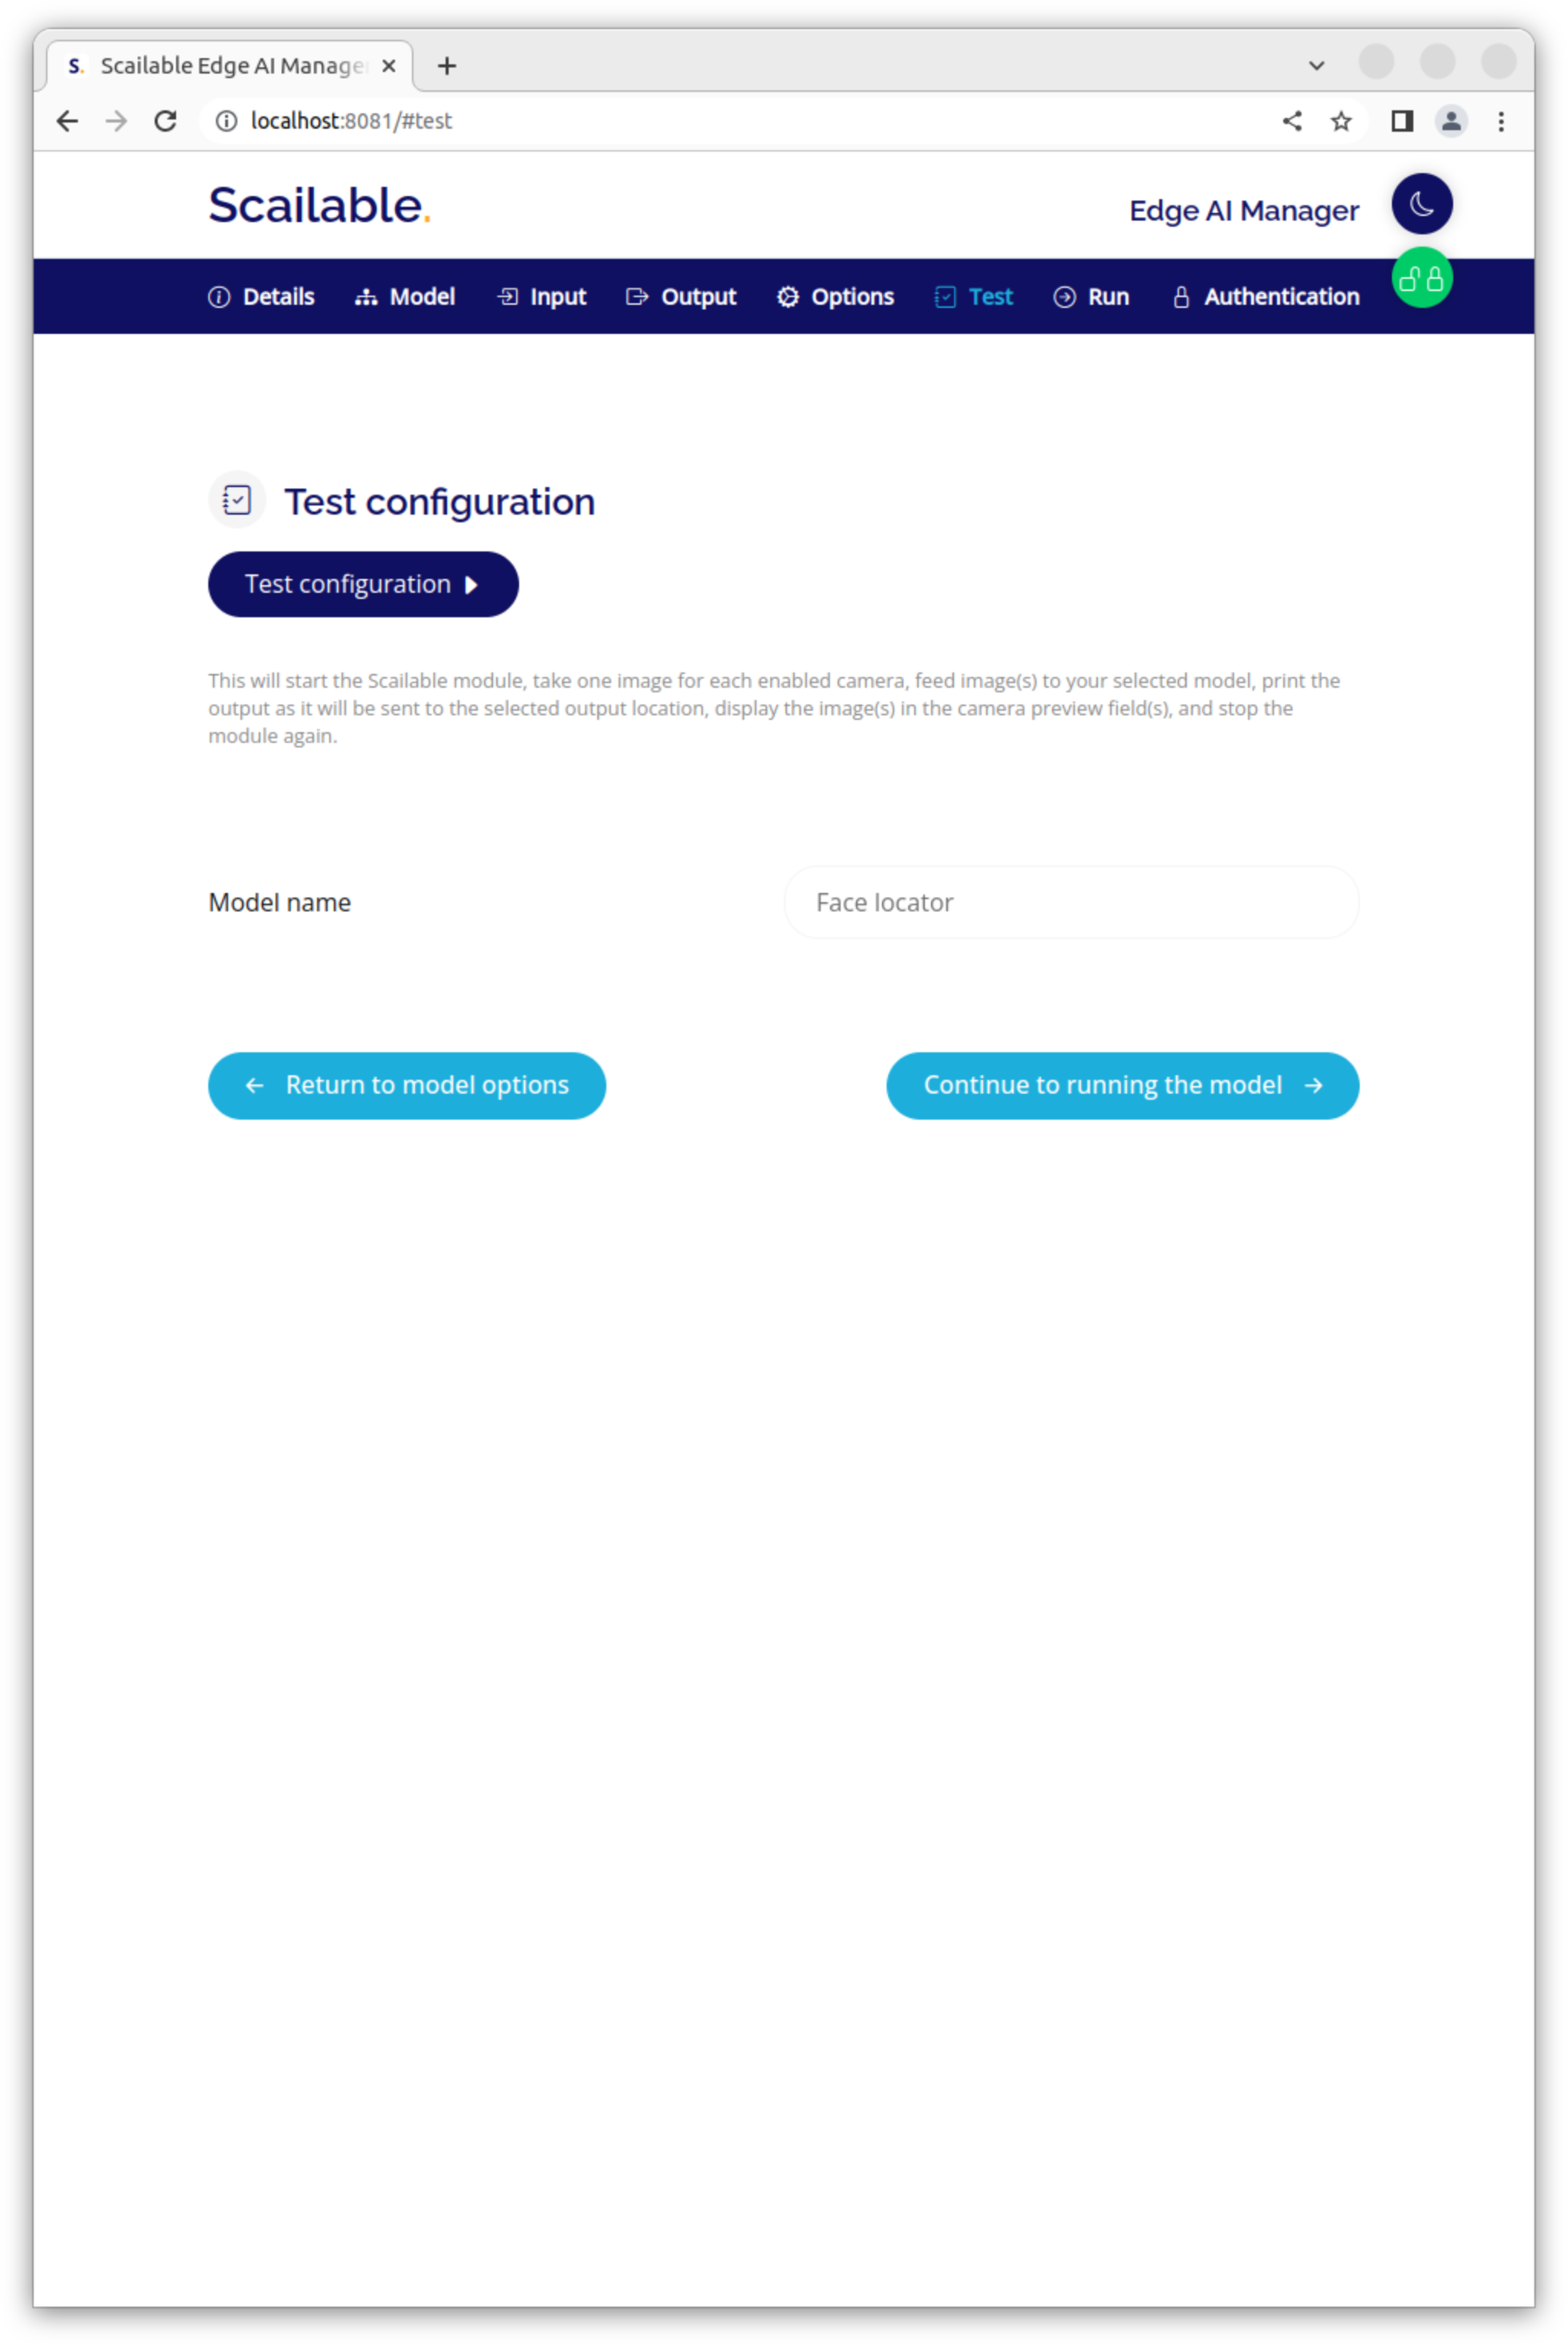 S. Scailable Edge AI Manage
localhost:8081/#test
Scailable.
Edge AI Manager
Details Model Input Output Options Test Run Authentication
Test configuration
Test configuration
This will start the Scailable module, take one image for each enabled camera, feed image(s) to your selected model, print the
output as it will be sent to the selected output location, display the image(s) in the camera preview field(s), and stop the
module again.
Model name
Face locator
Return to model options
Continue to running the model